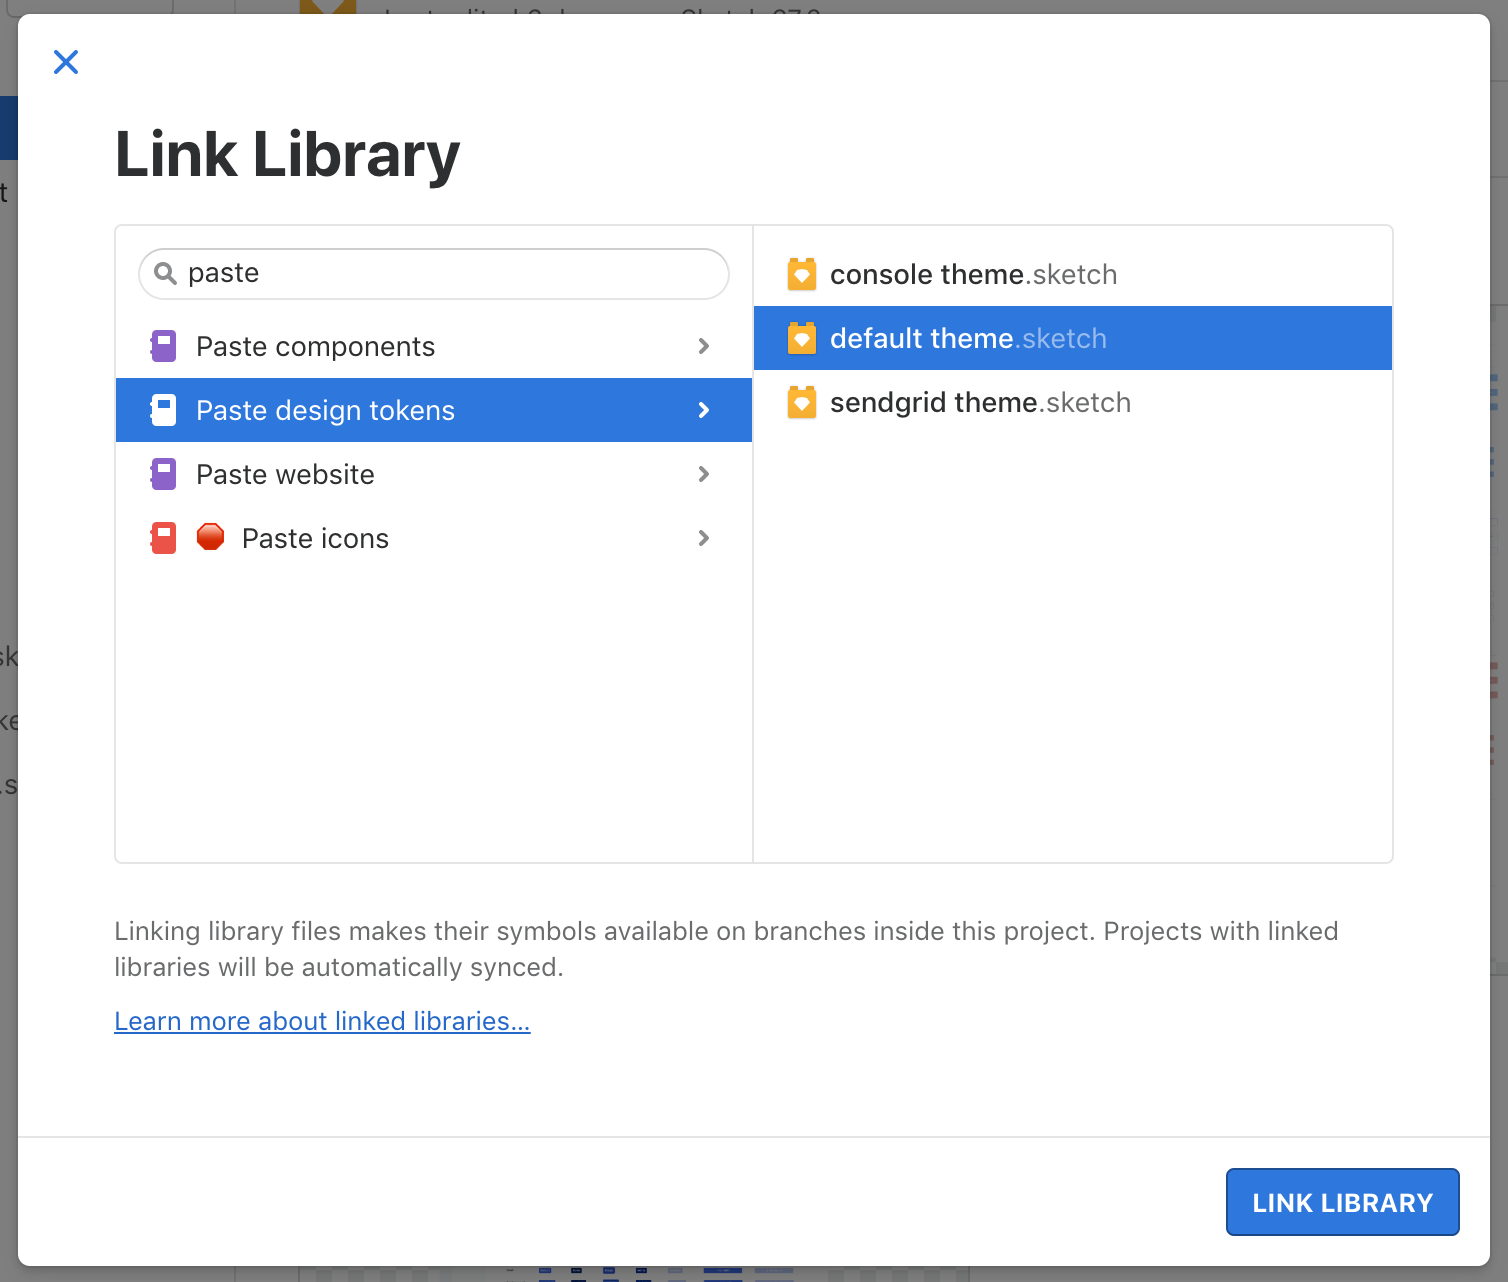 Link Library
paste
Paste components
Paste design tokens
Paste website
Paste icons
console theme.sketch
default theme.sketch
sendgrid theme.sketch
Linking library files makes their symbols available on branches inside this project. Projects with linked
libraries will be automatically synced.
Learn more about linked libraries...
LINK LIBRARY